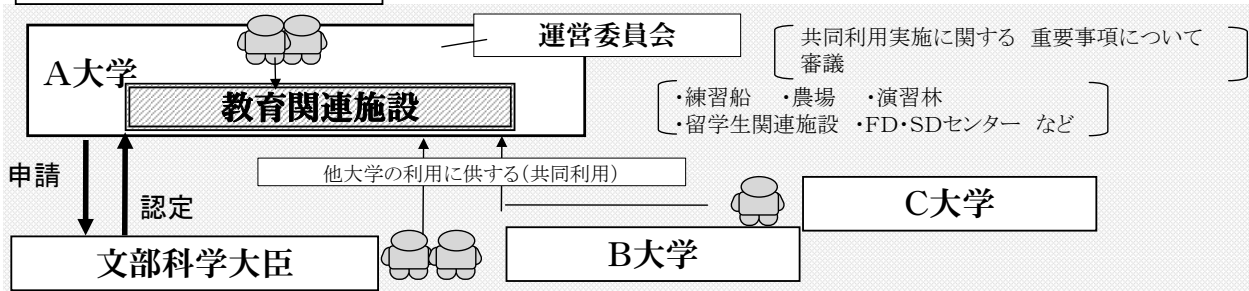 運営委員会
共同利用実施に関する 重要事項について
審議
A大学
教育関連施設
・練習船 ・農場 ・演習林
・留学生関連施設 ・FD・SDセンター など
申請
認定
他大学の利用に供する(共同利用)
C大学
B大学
文部科学大臣